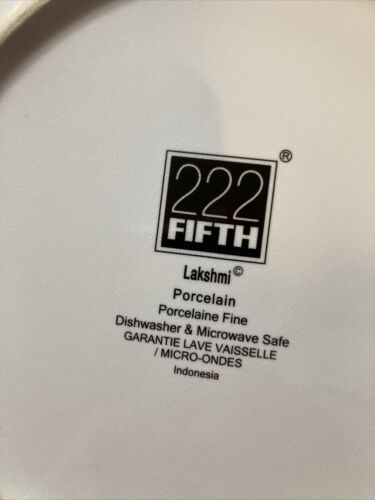 222
FIFTH
®
Lakshmi©
Porcelain
Porcelaine Fine
Dishwasher & Microwave Safe
GARANTIE LAVE VAISSELLE
/ MICRO-ONDES
Indonesia